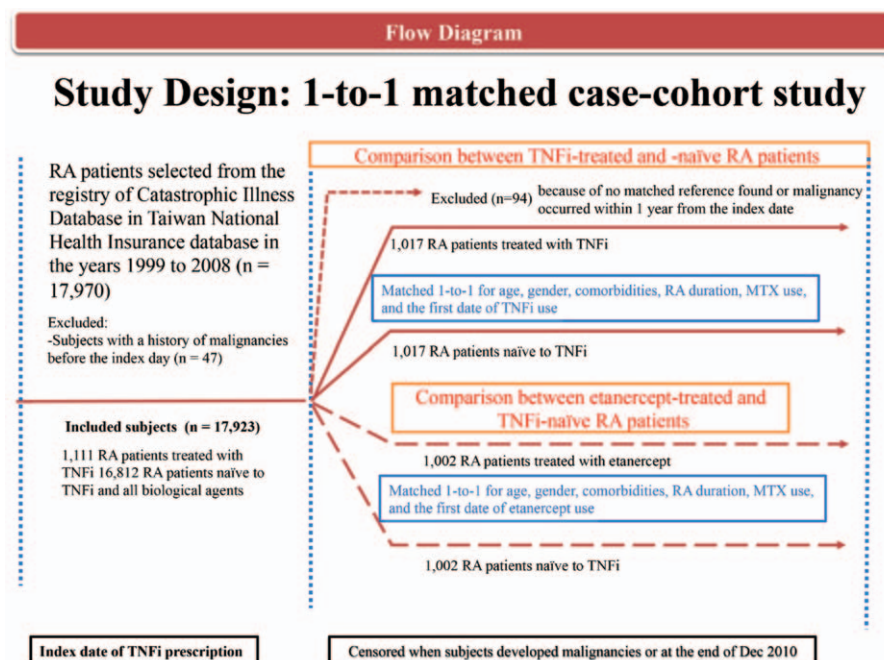 Flow Diagram
Study Design: 1-to-1 matched case-cohort study
RA patients selected from the
registry of Catastrophic Illness
Database in Taiwan National
Health Insurance database in
the years 1999 to 2008 (n =
17,970)
Excluded:
-Subjects with a history of malignancies
before the index day (n = 47)
Included subjects (n = 17,923)
1,111 RA patients treated with
TNFi 16,812 RA patients naïve to
TNFi and all biological agents
Index date of TNFi prescription
Comparison between TNFi-treated and -naïve RA patients
Excluded (n=94) because of no matched reference found or malignancy
occurred within 1 year from the index date
1,017 RA patients treated with TNFi
Matched 1-to-1 for age, gender, comorbidities, RA duration, MTX use,
and the first date of TNFi use
1,017 RA patients naïve to TNFi
Comparison between etanercept-treated and
TNFi-naïve RA patients
1,002 RA patients treated with etanercept
Matched 1-to-1 for age, gender, comorbidities, RA duration, MTX use,
and the first date of etanercept use
1,002 RA patients naïve to TNFi
Censored when subjects developed malignancies or at the end of Dec 2010